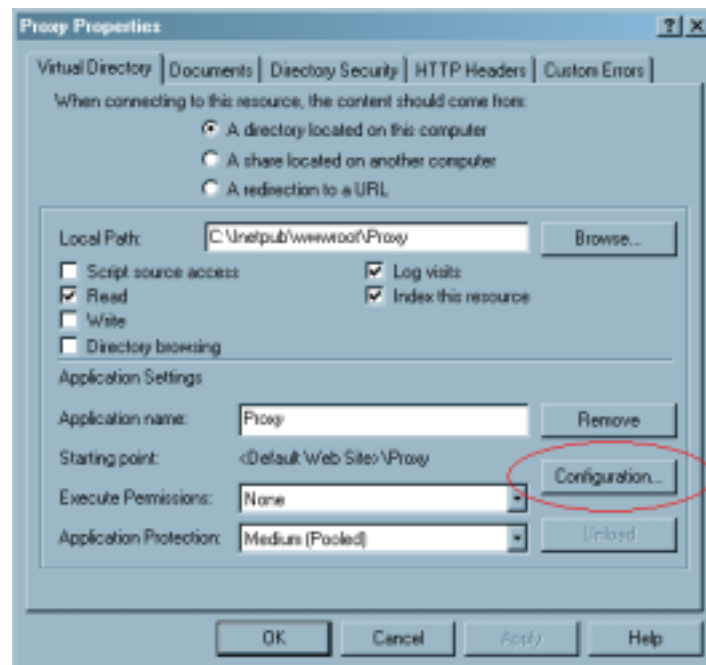 Proxy Properties
Virtual Directory Documents Directory Security HTTP Headers Custom Errors
When connecting to this resource, the content should come from:
A directory located on this computer
A share located on another computer
A redirection to a URL
Local Path: C:\Inetpub\wwwroot\Proxy Browse...
Script source access Log visits
Read Index this resource
Write
Directory browsing
Application Settings
Application name: Proxy Remove
Starting point: <Default Web Site>\Proxy
Configuration...
Execute Permissions: None
Application Protection: Medium (Pooled) Unload
OK Cancel Apply Help